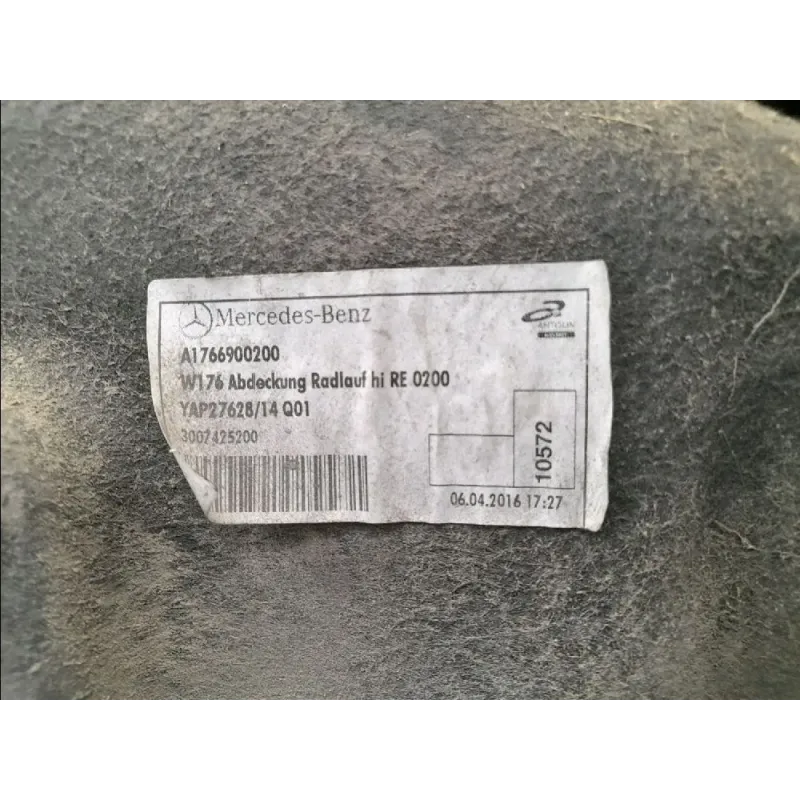 Mercedes-Benz
ANTOLIN
A1766900200
W176 Abdeckung Radlauf hi RE 0200
YAP27628/14 Q01
3007425200
10572
06.04.2016 17:27